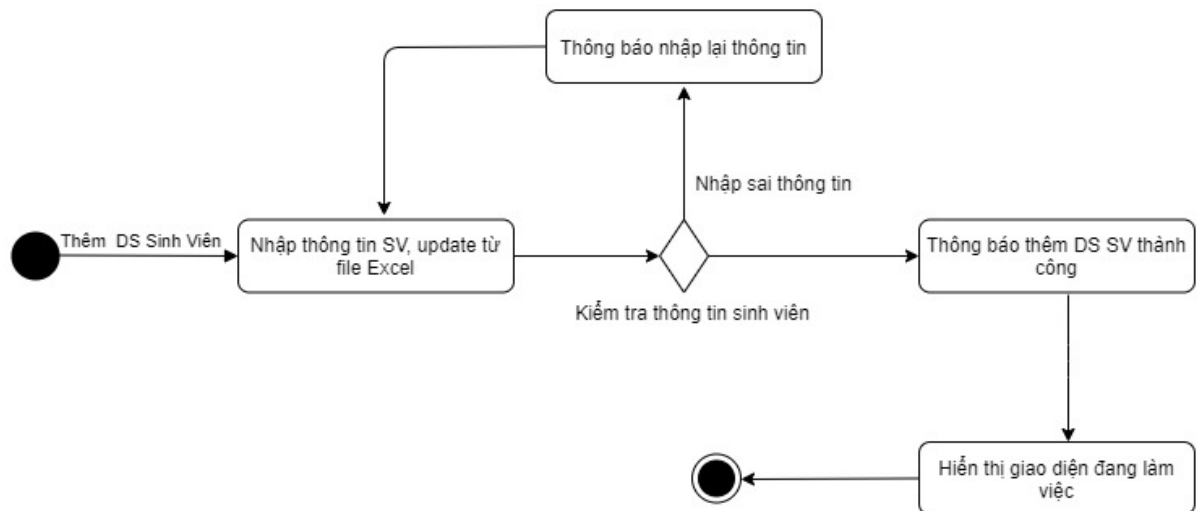 Thông báo nhập lại thông tin
Nhập sai thông tin
Thêm DS Sinh Viên
Nhập thông tin SV, update từ
file Excel
Kiểm tra thông tin sinh viên
Thông báo thêm DS SV thành
công
Hiển thị giao diện đang làm
việc